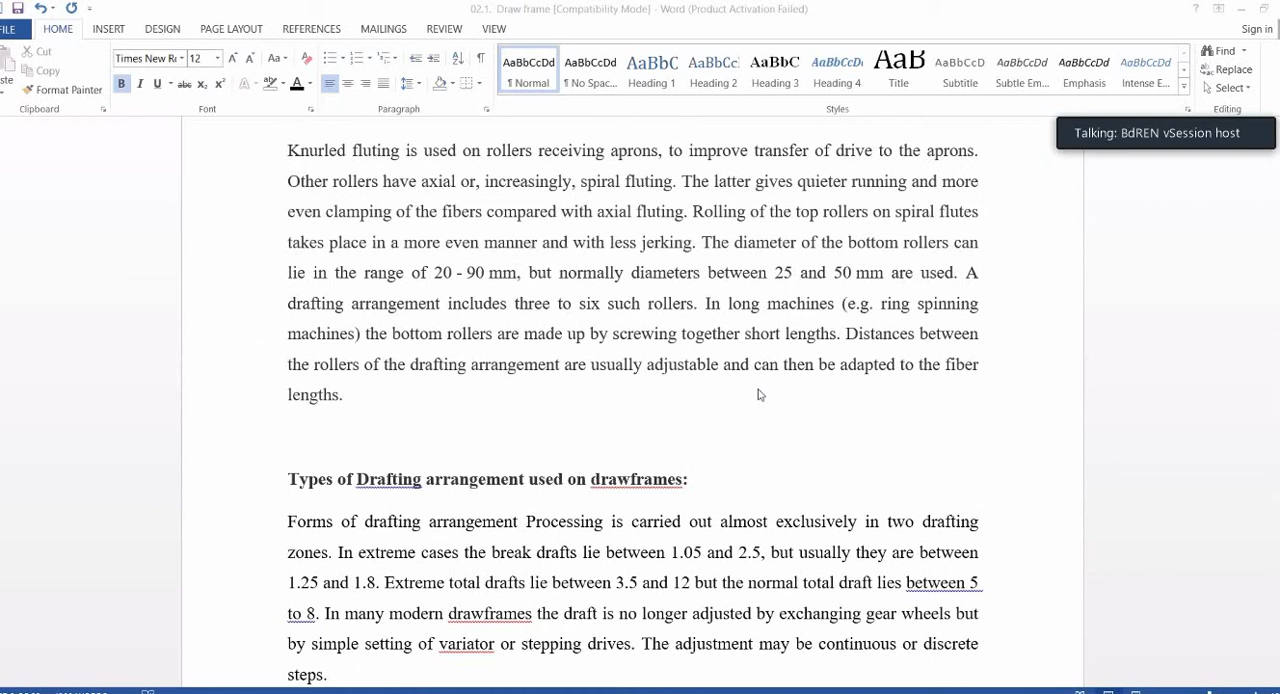 02.1. Draw frame [Compatibility Mode] - Word (Product Activation Failed)
FILE HOME INSERT DESIGN PAGE LAYOUT REFERENCES MAILINGS REVIEW VIEW Sign in
Cut
Copy
Format Painter
Clipboard
Times New Ro 12
Font
Paragraph
AaBbCcDd AaBbCcDd AaBbC AaBbCc AaBbC AaBbCcD AaB AaBbCcD AaBbCcDd AaBbCcDd AaBbCcDd
¶ Normal ¶ No Spac... Heading 1 Heading 2 Heading 3 Heading 4 Title Subtitle Subtle Em... Emphasis Intense E...
Styles
Find
Replace
Select
Editing
Talking: BdREN vSession host
Knurled fluting is used on rollers receiving aprons, to improve transfer of drive to the aprons.
Other rollers have axial or, increasingly, spiral fluting. The latter gives quieter running and more
even clamping of the fibers compared with axial fluting. Rolling of the top rollers on spiral flutes
takes place in a more even manner and with less jerking. The diameter of the bottom rollers can
lie in the range of 20 - 90 mm, but normally diameters between 25 and 50 mm are used. A
drafting arrangement includes three to six such rollers. In long machines (e.g. ring spinning
machines) the bottom rollers are made up by screwing together short lengths. Distances between
the rollers of the drafting arrangement are usually adjustable and can then be adapted to the fiber
lengths.
Types of Drafting arrangement used on drawframes:
Forms of drafting arrangement Processing is carried out almost exclusively in two drafting
zones. In extreme cases the break drafts lie between 1.05 and 2.5, but usually they are between
1.25 and 1.8. Extreme total drafts lie between 3.5 and 12 but the normal total draft lies between 5
to 8. In many modern drawframes the draft is no longer adjusted by exchanging gear wheels but
by simple setting of variator or stepping drives. The adjustment may be continuous or discrete
steps.